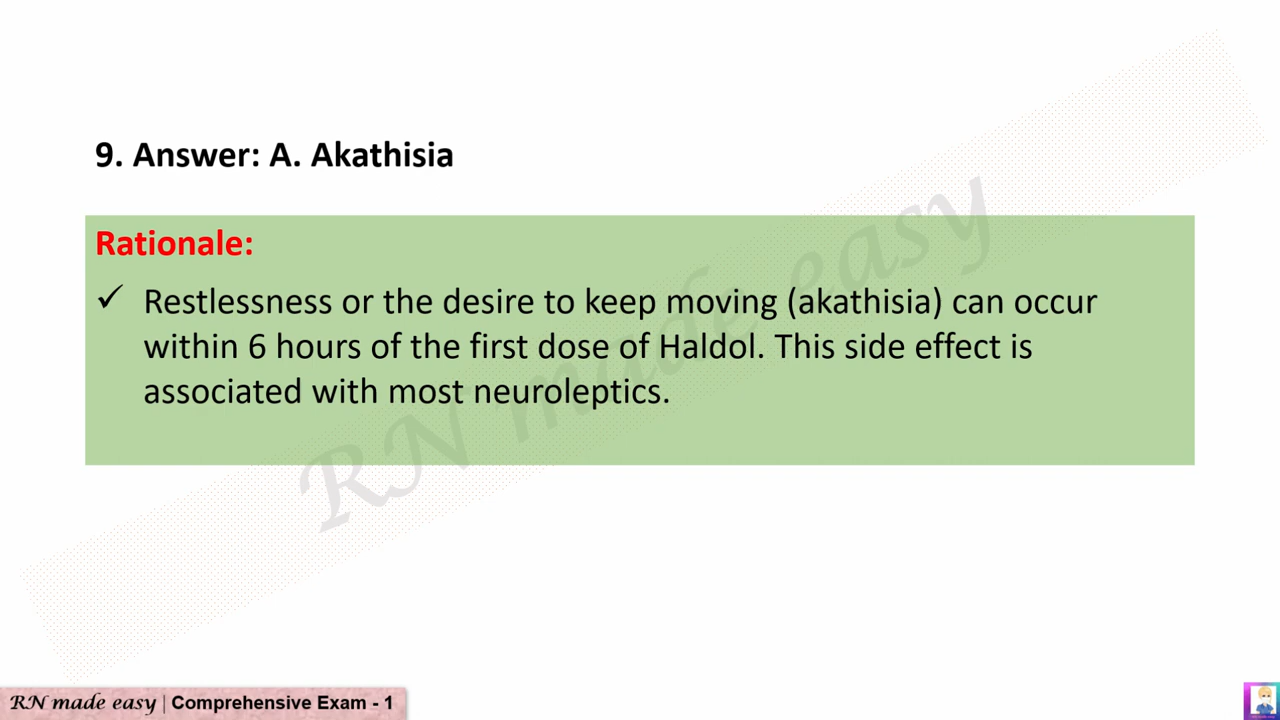 9. Answer: A. Akathisia
Rationale:
✓ Restlessness or the desire to keep moving (akathisia) can occur
within 6 hours of the first dose of Haldol. This side effect is
associated with most neuroleptics.
RN made easy
RN made easy | Comprehensive Exam - 1